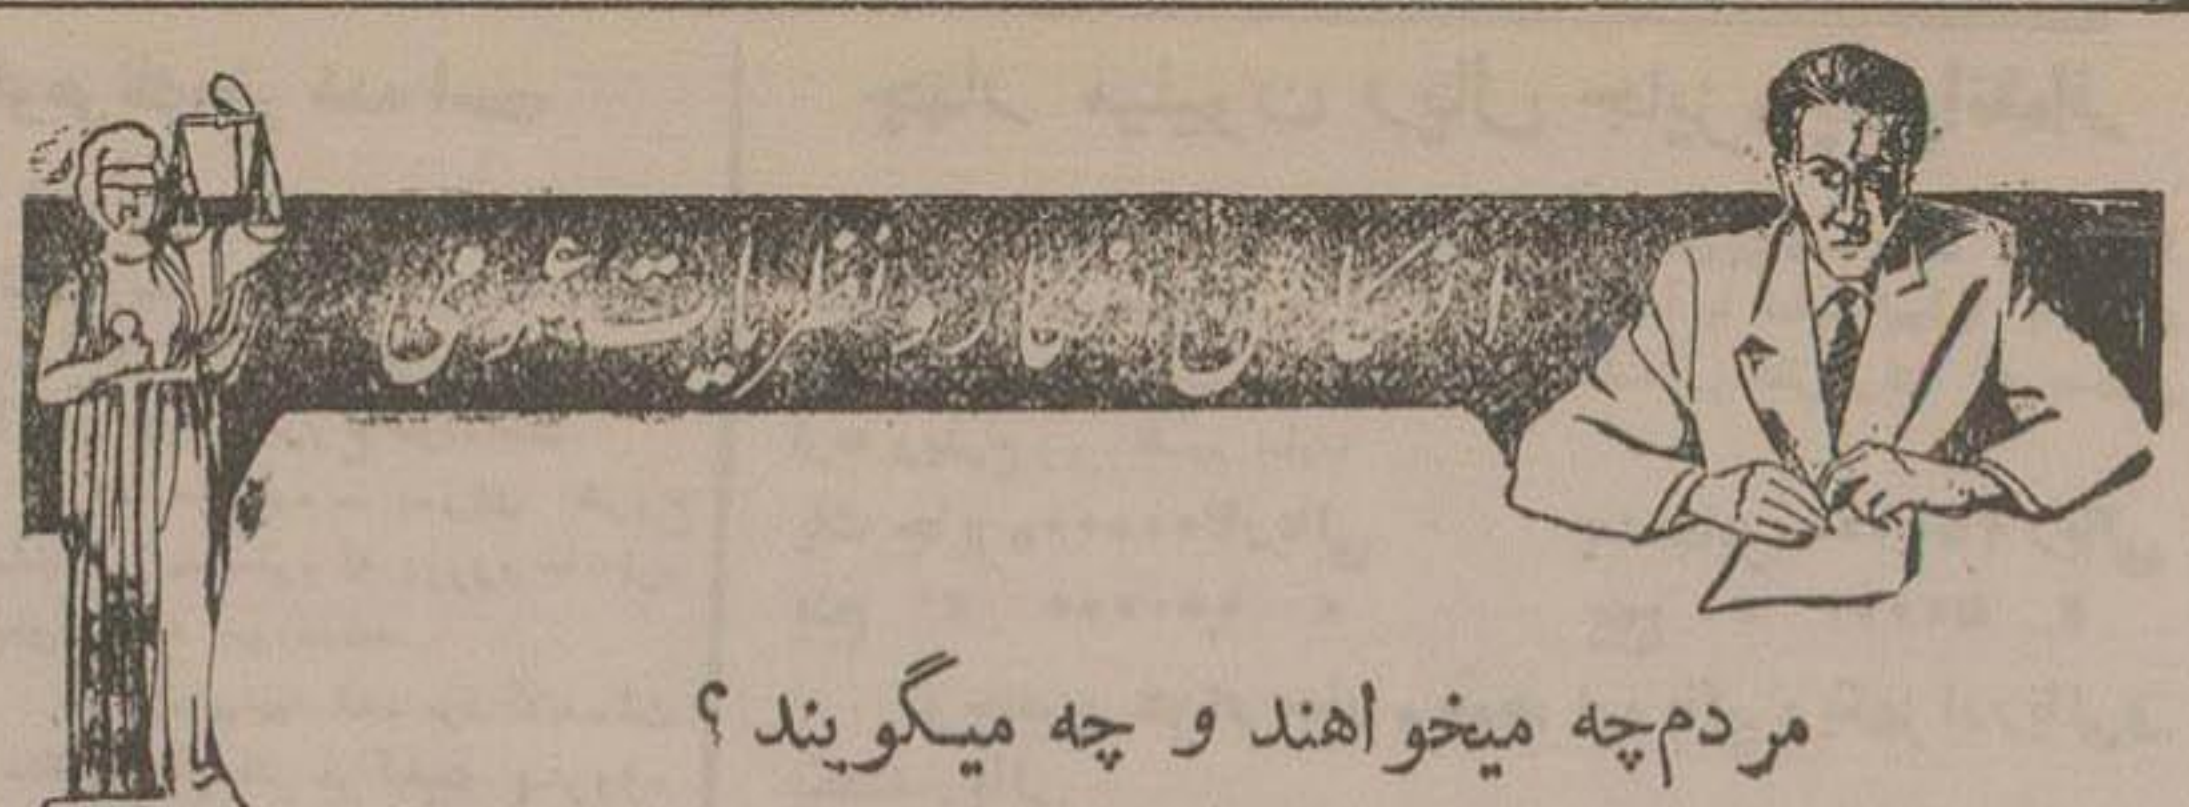 انعکاس افکار و نظریات عمومی
مردم چه میخواهند و چه میگویند؟